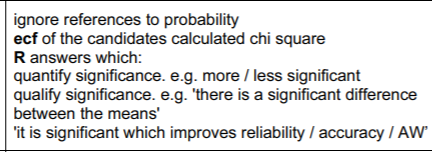 ignore references to probability
ecf of the candidates calculated chi square
R answers which:
quantify significance. e.g. more / less significant
qualify significance. e.g. 'there is a significant difference
between the means'
'it is significant which improves reliability / accuracy / AW'